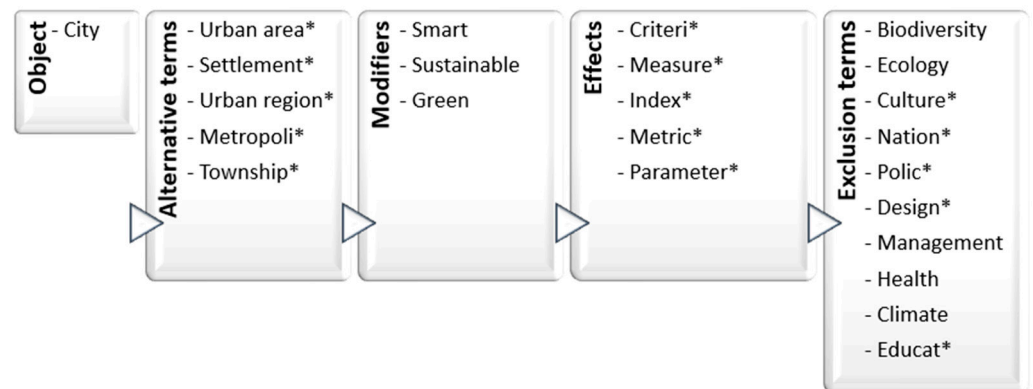 Object
- City
Alternative terms
- Urban area*
- Settlement*
- Urban region*
- Metropoli*
- Township*
Modifiers
- Smart
- Sustainable
- Green
Effects
- Criteri*
- Measure*
- Index*
- Metric*
- Parameter*
Exclusion terms
- Biodiversity
- Ecology
- Culture*
- Nation*
- Polic*
- Design*
- Management
- Health
- Climate
- Educat*